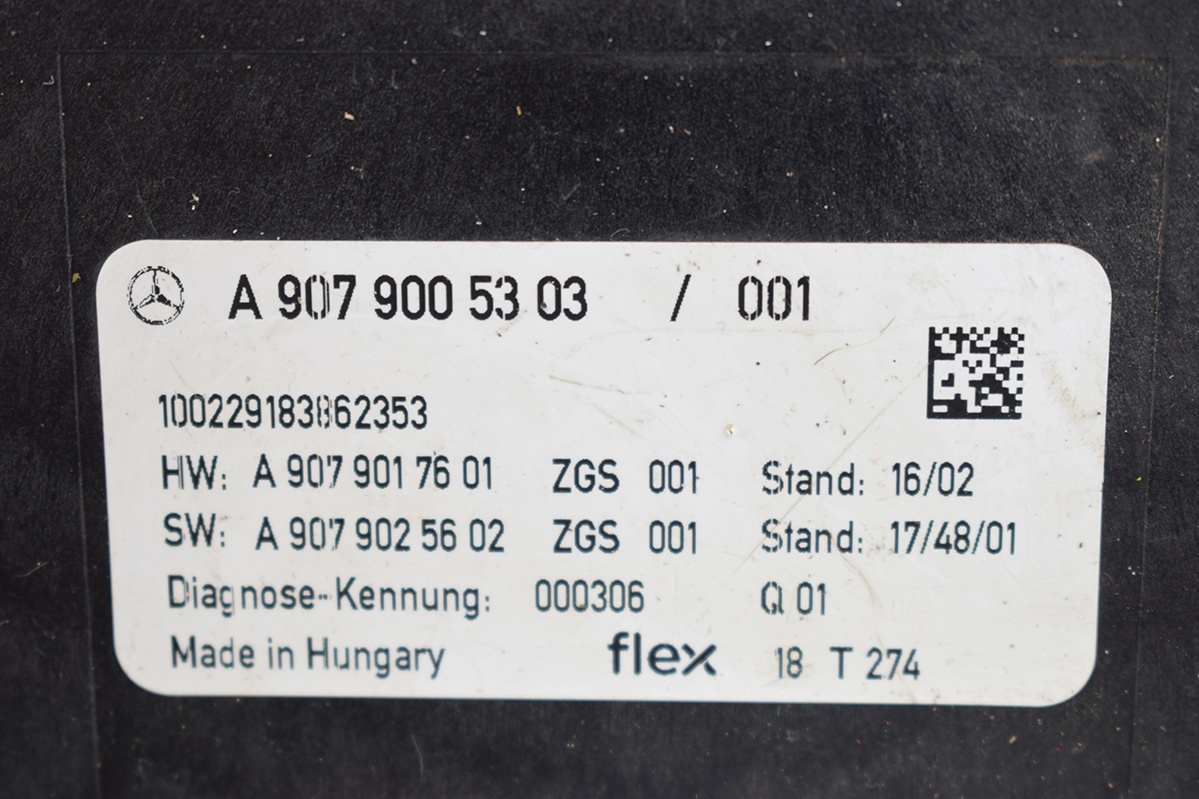 A 907 900 53 03 / 001
100229183862353
HW: A 907 901 76 01 ZGS 001 Stand: 16/02
SW: A 907 902 56 02 ZGS 001 Stand: 17/48/01
Diagnose-Kennung: 000306 Q 01
Made in Hungary flex 18 T 274